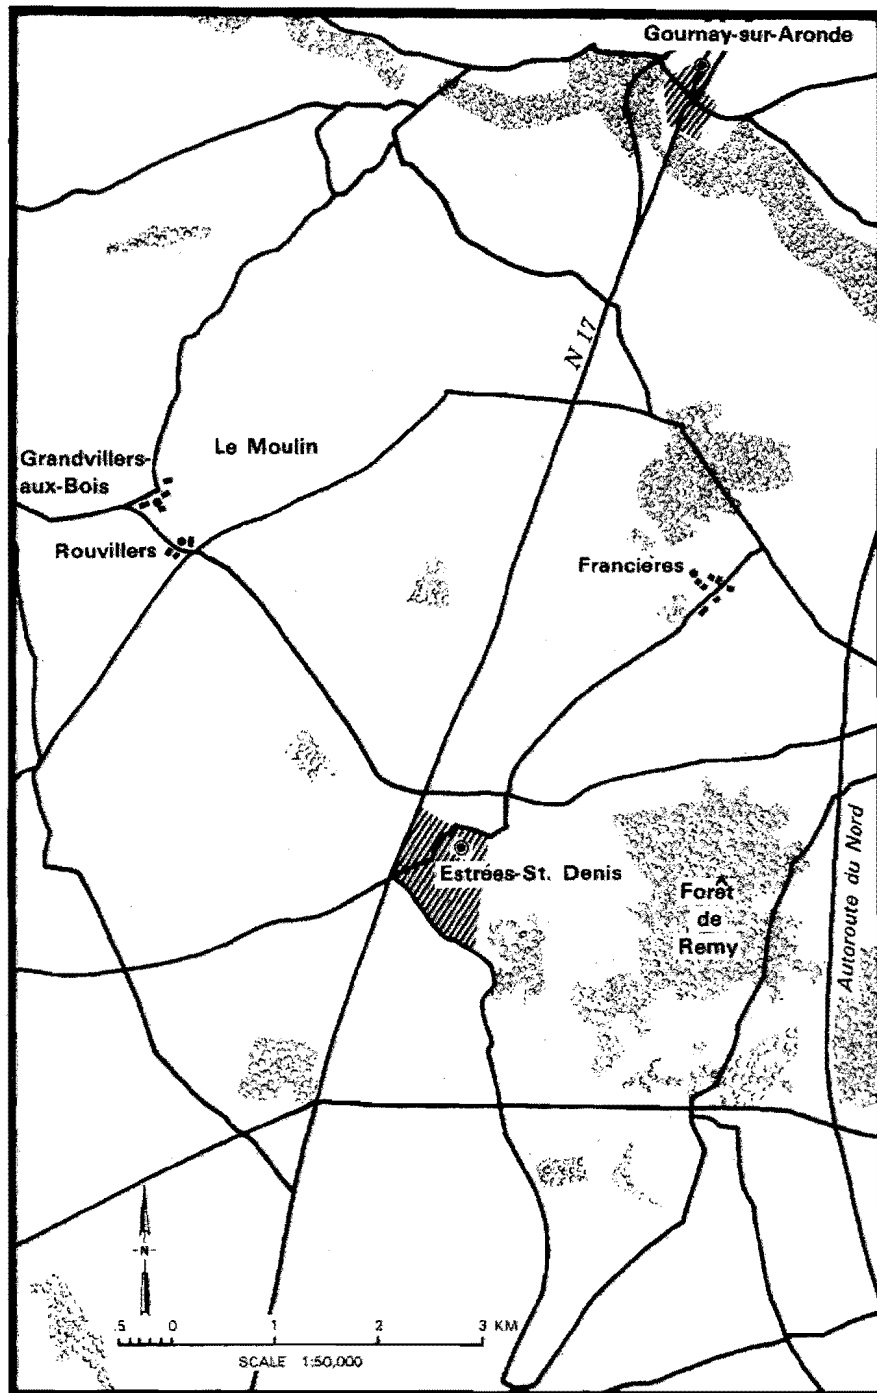 Gournay-sur-Aronde
N 17
Grandvillers-
aux-Bois
Le Moulin
Rouvillers
Francières
Estrées-St. Denis
Forêt
de
Remy
Autoroute du Nord
N
.5 0 1 2 3 KM
SCALE 1:50,000